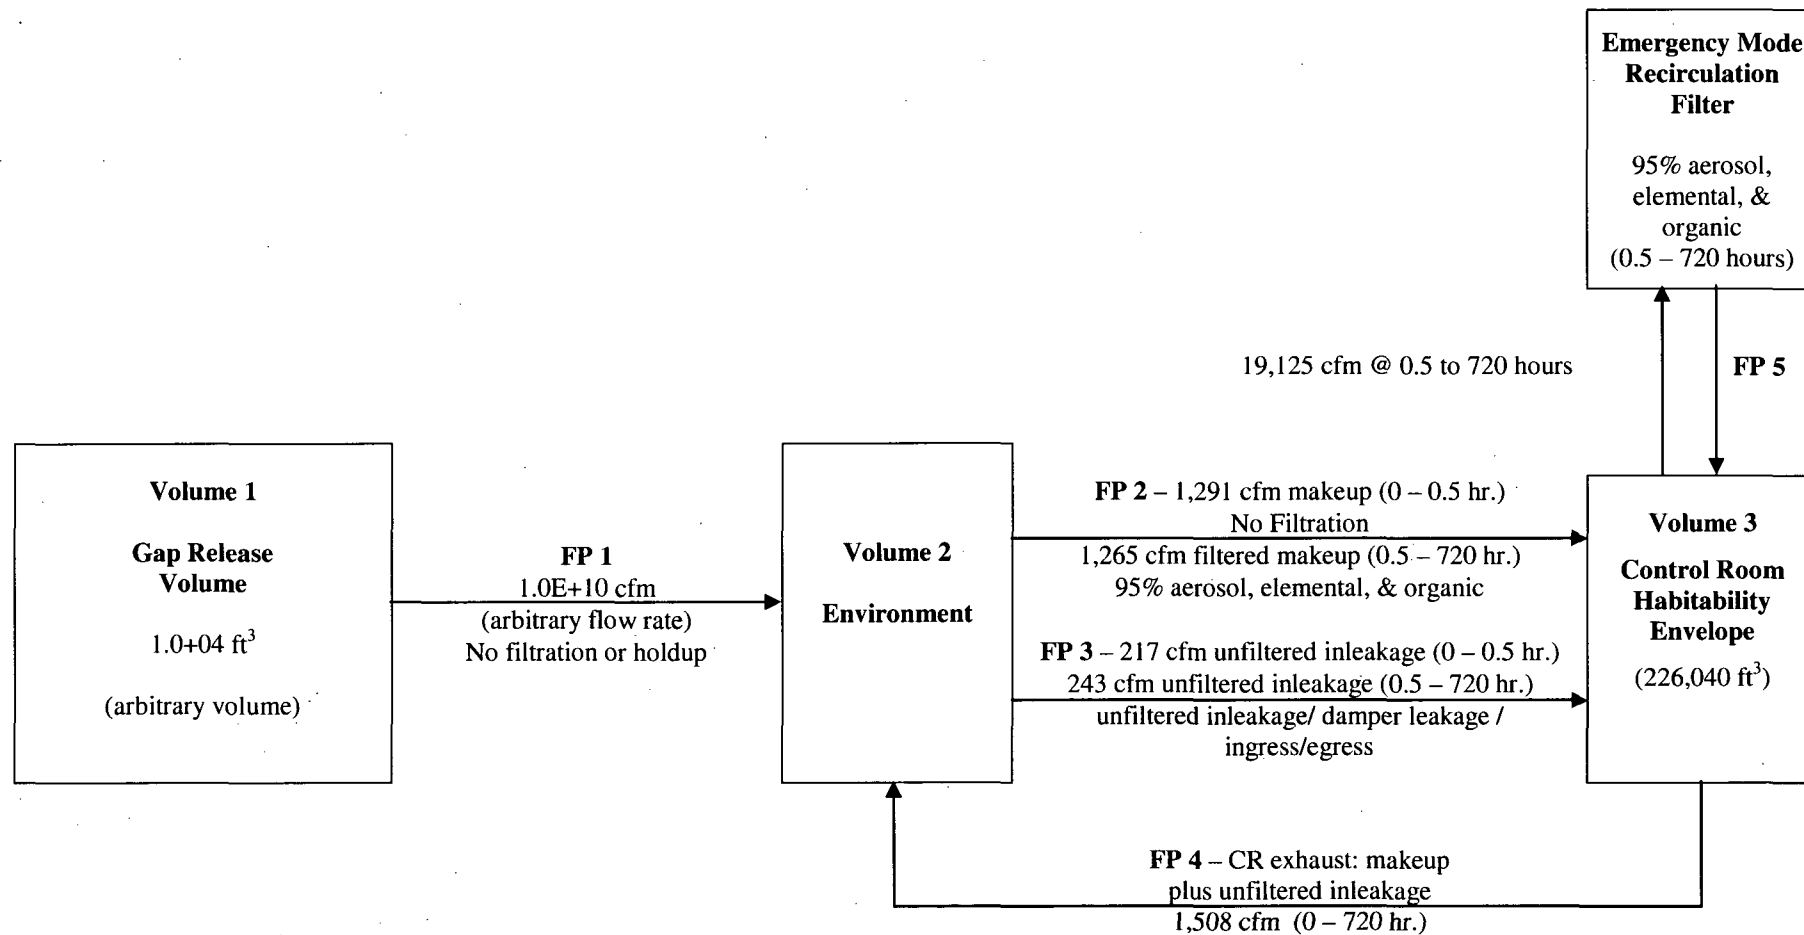 Emergency Mode
Recirculation
Filter
95% aerosol,
elemental, &
organic
(0.5 – 720 hours)
19,125 cfm @ 0.5 to 720 hours
FP 5
Volume 1
Gap Release
Volume
1.0+04 ft³
(arbitrary volume)
FP 1
1.0E+10 cfm
(arbitrary flow rate)
No filtration or holdup
Volume 2
Environment
FP 2 – 1,291 cfm makeup (0 – 0.5 hr.)
No Filtration
1,265 cfm filtered makeup (0.5 – 720 hr.)
95% aerosol, elemental, & organic
FP 3 – 217 cfm unfiltered inleakage (0 – 0.5 hr.)
243 cfm unfiltered inleakage (0.5 – 720 hr.)
unfiltered inleakage/ damper leakage /
ingress/egress
Volume 3
Control Room
Habitability
Envelope
(226,040 ft³)
FP 4 – CR exhaust: makeup
plus unfiltered inleakage
1,508 cfm (0 – 720 hr.)